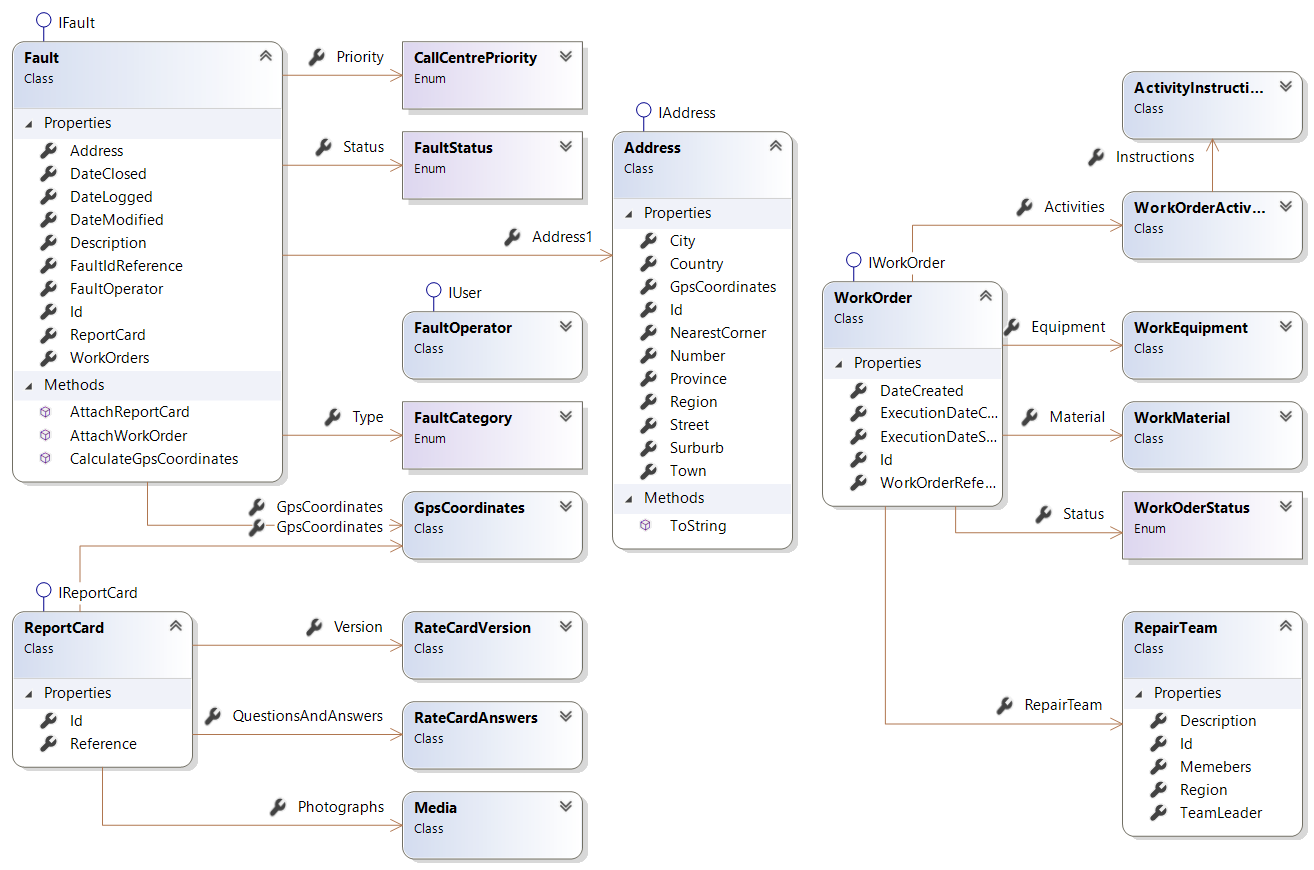 IFault
Fault
Class
Properties
Address
DateClosed
DateLogged
DateModified
Description
FaultIdReference
FaultOperator
Id
ReportCard
WorkOrders
Methods
AttachReportCard
AttachWorkOrder
CalculateGpsCoordinates
Priority
CallCentrePriority
Enum
Status
FaultStatus
Enum
Address1
IUser
FaultOperator
Class
Type
FaultCategory
Enum
GpsCoordinates
GpsCoordinates
GpsCoordinates
Class
IReportCard
ReportCard
Class
Properties
Id
Reference
Version
RateCardVersion
Class
QuestionsAndAnswers
RateCardAnswers
Class
Photographs
Media
Class
IAddress
Address
Class
Properties
City
Country
GpsCoordinates
Id
NearestCorner
Number
Province
Region
Street
Surburb
Town
Methods
ToString
IWorkOrder
WorkOrder
Class
Properties
DateCreated
ExecutionDateC...
ExecutionDateS...
Id
WorkOrderRefe...
ActivityInstructi...
Class
Instructions
Activities
WorkOrderActiv...
Class
Equipment
WorkEquipment
Class
Material
WorkMaterial
Class
Status
WorkOderStatus
Enum
RepairTeam
RepairTeam
Class
Properties
Description
Id
Memebers
Region
TeamLeader